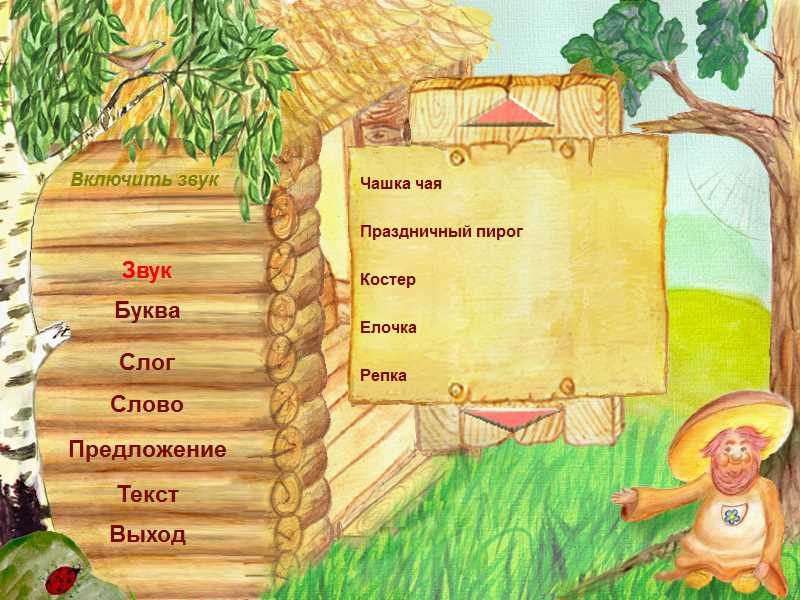 Включить звук
Звук
Буква
Слог
Слово
Предложение
Текст
Выход
Чашка чая
Праздничный пирог
Костер
Елочка
Репка